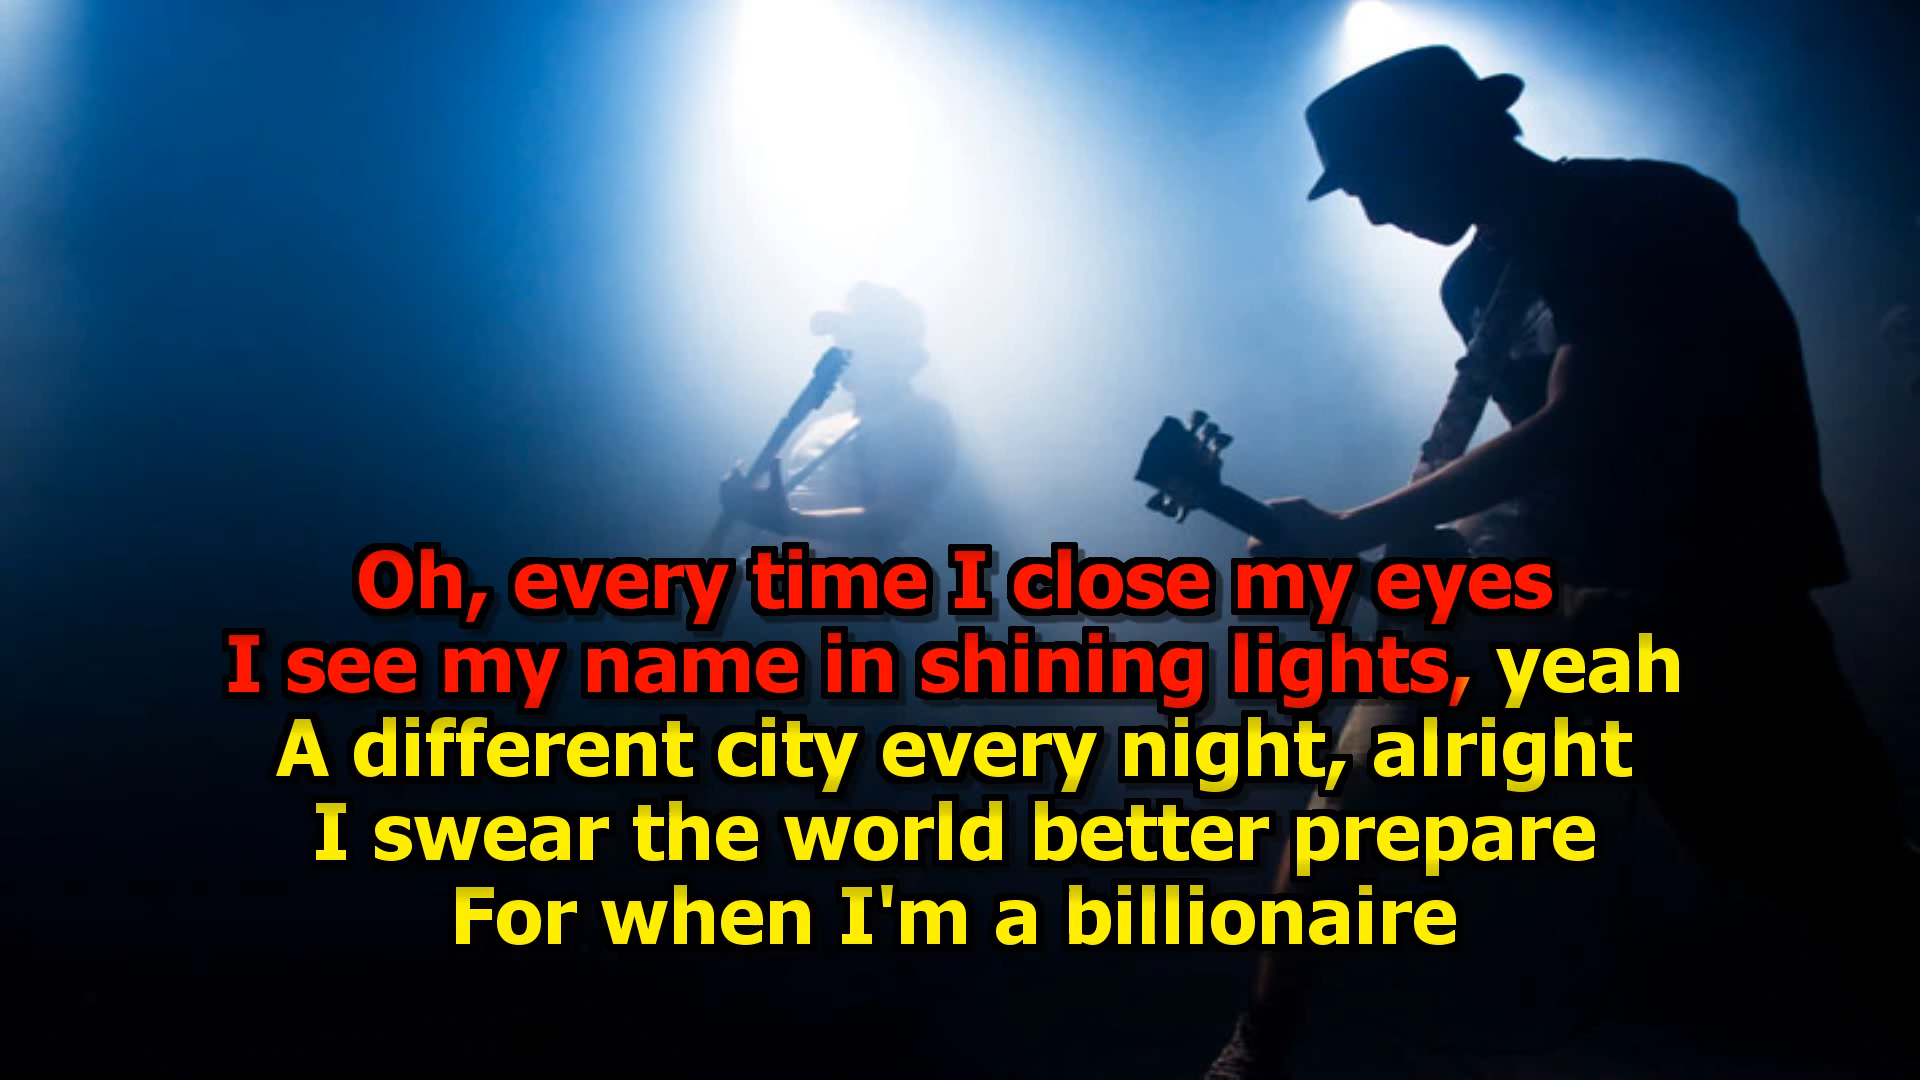 Oh, every time I close my eyes
I see my name in shining lights, yeah
A different city every night, alright
I swear the world better prepare
For when I'm a billionaire